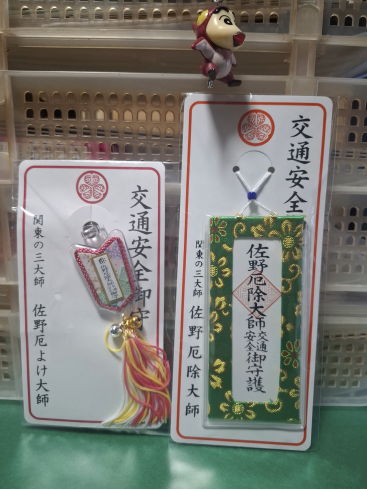 交通安全御守
関東の三大師
佐野厄よけ大師
交通安全
関東の三大師
佐野厄除大師
佐野厄除大師
交通安全
御守護